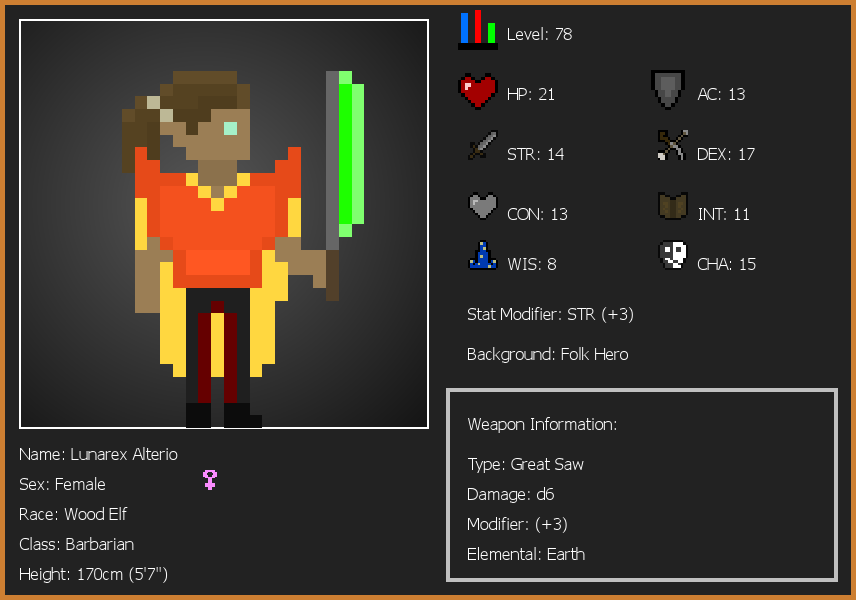 Level: 78
HP: 21
AC: 13
STR: 14
DEX: 17
CON: 13
INT: 11
WIS: 8
CHA: 15
Stat Modifier: STR (+3)
Background: Folk Hero
Weapon Information:
Type: Great Saw
Damage: d6
Modifier: (+3)
Elemental: Earth
Name: Lunarex Alterio
Sex: Female
Race: Wood Elf
Class: Barbarian
Height: 170cm (5'7")